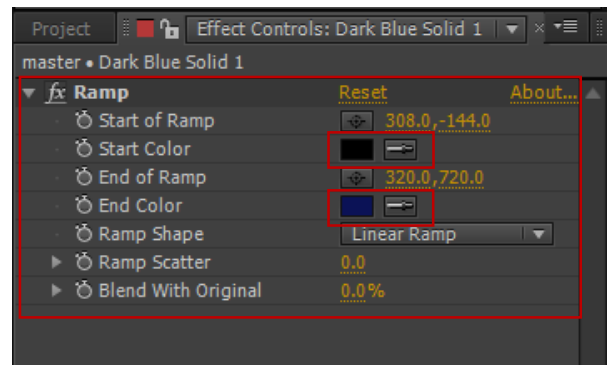 Project Effect Controls: Dark Blue Solid 1
master • Dark Blue Solid 1
fx Ramp Reset About...
Start of Ramp 308.0,-144.0
Start Color
End of Ramp 320.0,720.0
End Color
Ramp Shape Linear Ramp
Ramp Scatter 0.0
Blend With Original 0.0%